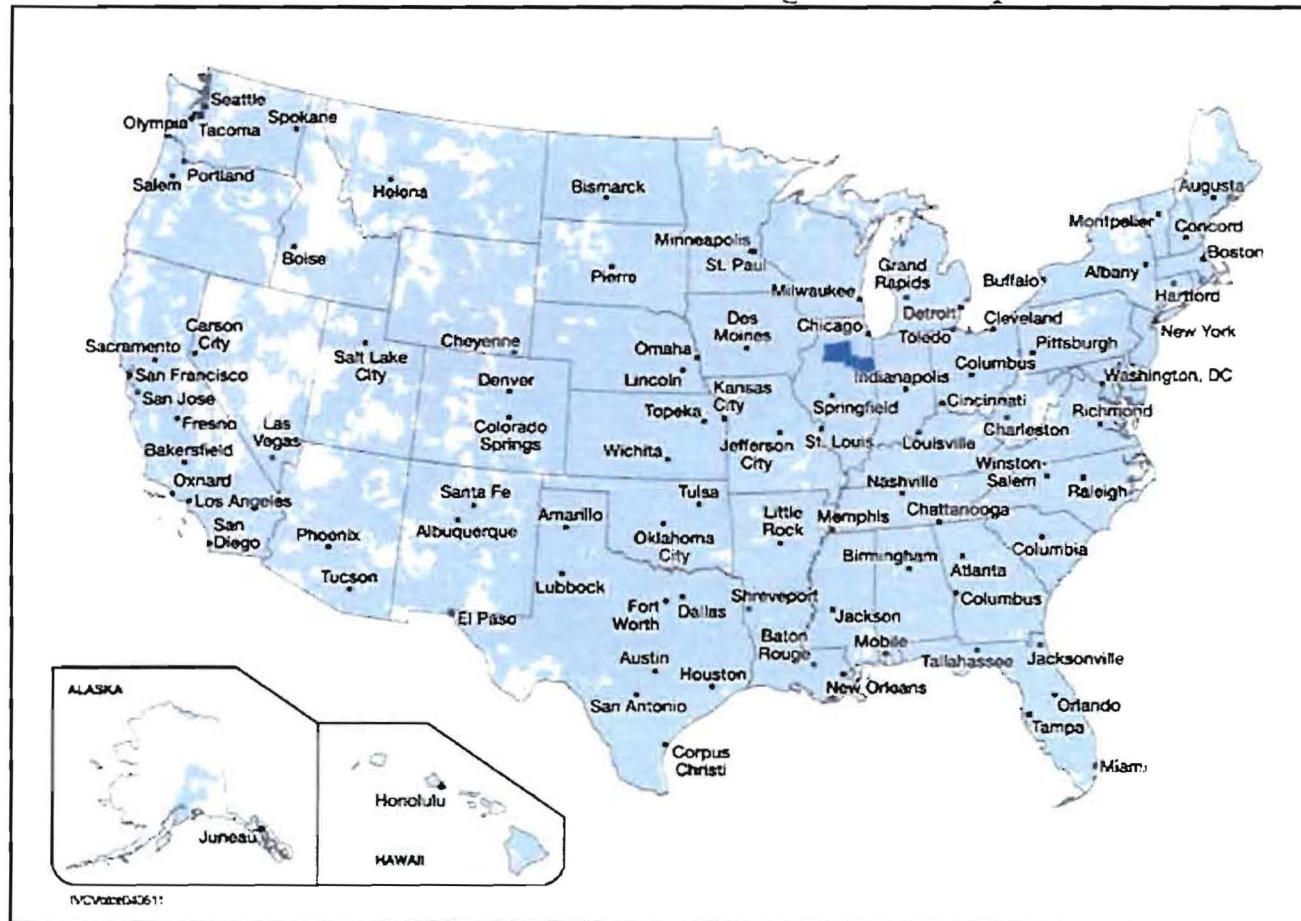 Seattle
Olympia
Tacoma
Spokane
Salem
Portland
Helena
Bismarck
Augusta
Montpelier
Concord
Boise
Minneapolis
St. Paul
Pierre
Boston
Buffalo
Albany
Grand
Rapids
Milwaukee
Hartford
Detroit
Carson
City
Des
Moines
Chicago
Toledo
Cleveland
New York
Sacramento
Salt Lake
City
Cheyenne
Omaha
Pittsburgh
San Francisco
Denver
Lincoln
Kansas
City
Indianapolis
Columbus
Washington, DC
San Jose
Topeka
Springfield
Cincinnati
Richmond
Fresno
Las
Vegas
Colorado
Springs
Jefferson
City
St. Louis
Louisville
Charleston
Bakersfield
Wichita
Winston-
Salem
Oxnard
Los Angeles
Santa Fe
Tulsa
Nashville
Raleigh
San
Diego
Phoenix
Albuquerque
Amarillo
Oklahoma
City
Little
Rock
Memphis
Chattanooga
Tucson
Lubbock
Birmingham
Atlanta
Columbia
El Paso
Fort
Worth
Dallas
Shreveport
Jackson
Columbus
Baton
Rouge
Mobile
Tallahassee
Jacksonville
Austin
Houston
New Orleans
San Antonio
Orlando
Tampa
Corpus
Christi
Miami
ALASKA
Juneau
Honolulu
HAWAII